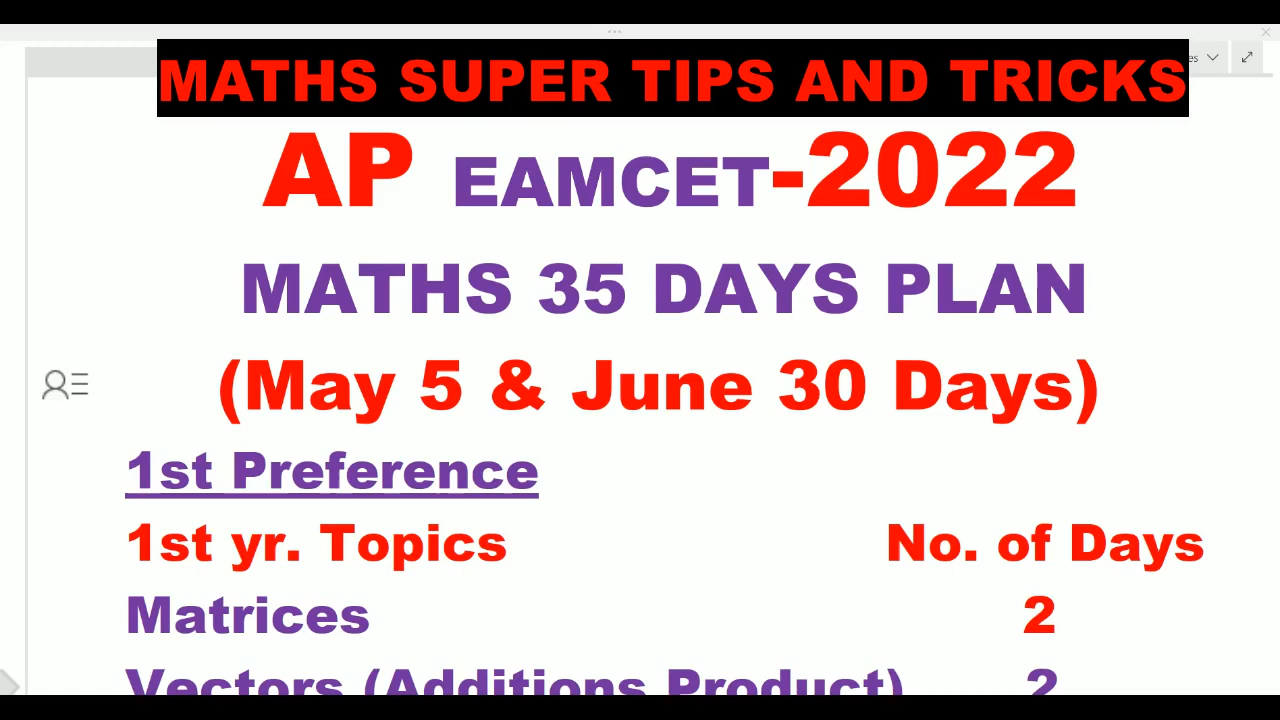 es
MATHS SUPER TIPS AND TRICKS
AP EAMCET-2022
MATHS 35 DAYS PLAN
(May 5 & June 30 Days)
1st Preference
1st yr. Topics No. of Days
Matrices 2
Vectors (Additions Product) 2